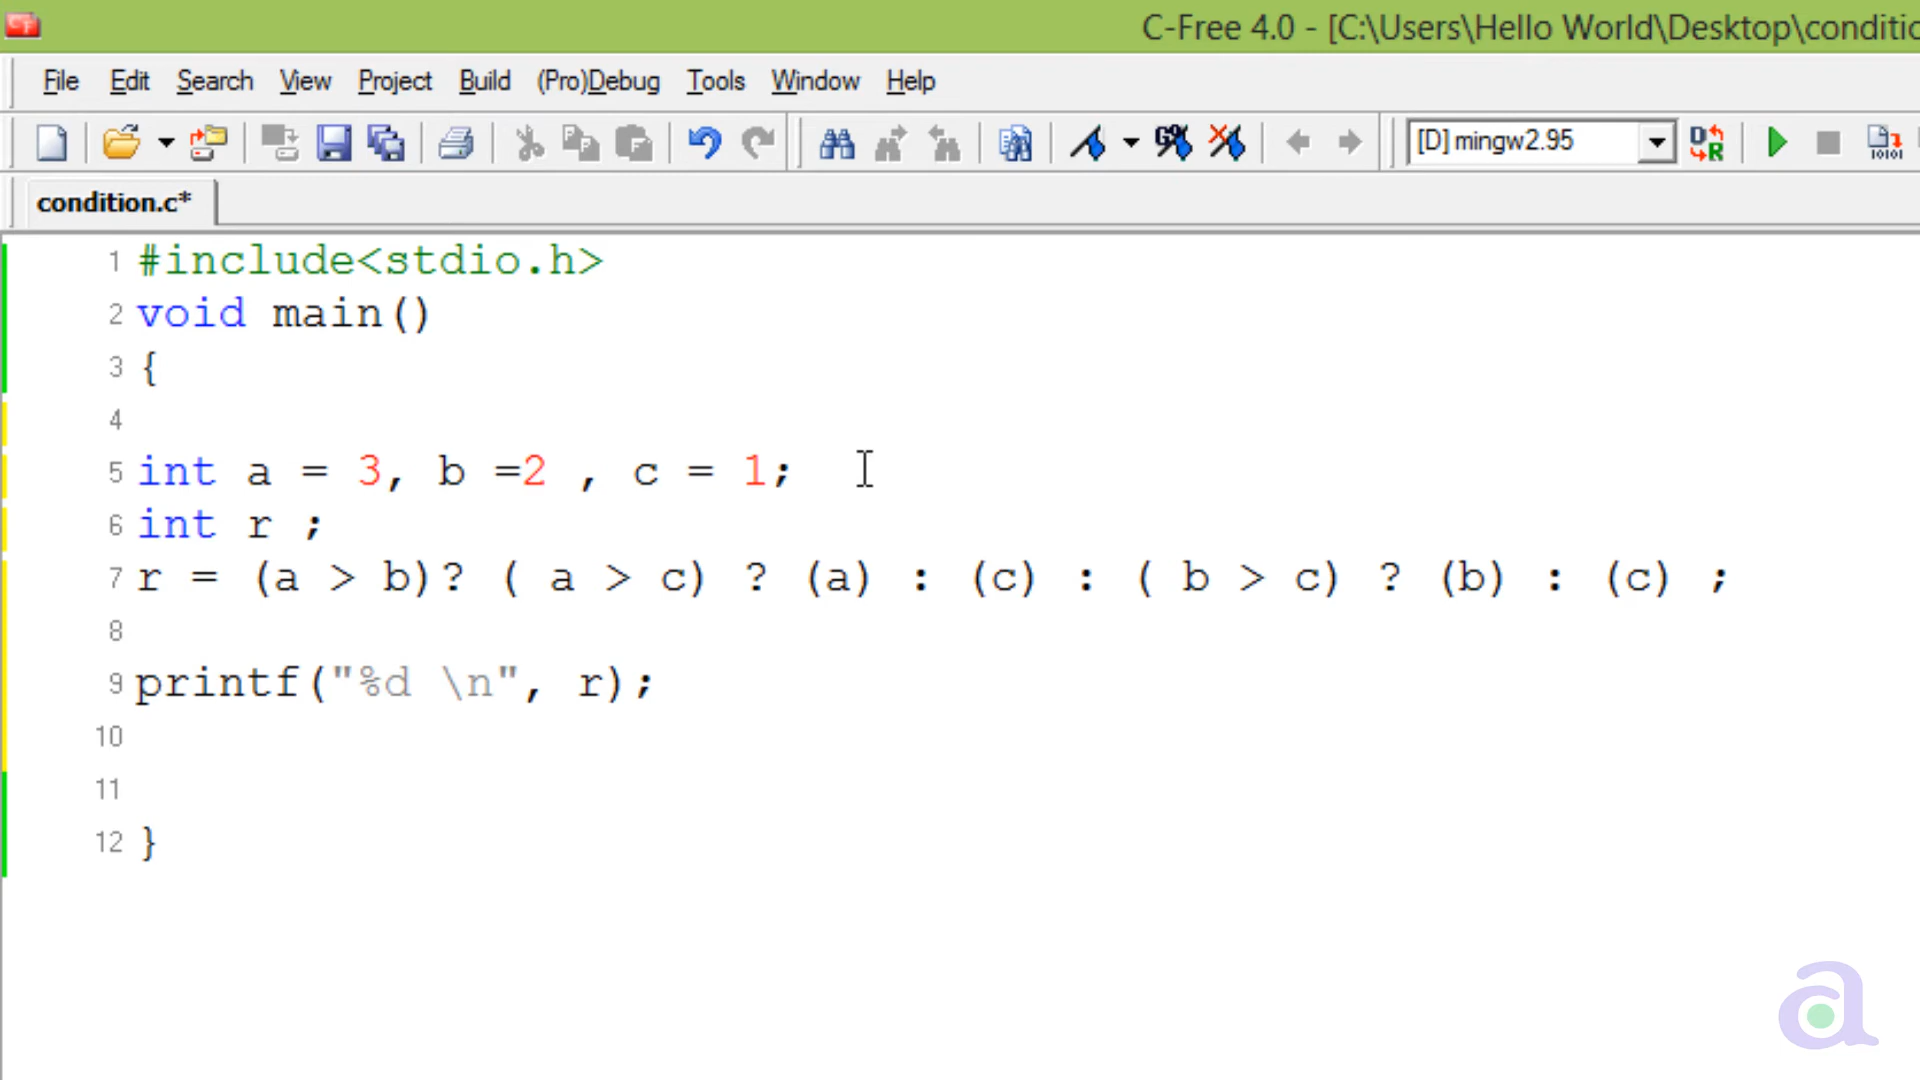 C-Free 4.0 - [C:\Users\Hello World\Desktop\conditio
File Edit Search View Project Build (Pro)Debug Tools Window Help
[D] mingw2.95
condition.c*
1 #include<stdio.h>
2 void main()
3 {
4
5 int a = 3, b =2 , c = 1;
6 int r ;
7 r = (a > b)? ( a > c) ? (a) : (c) : ( b > c) ? (b) : (c) ;
8
9 printf("%d \n", r);
10
11
12 }
a